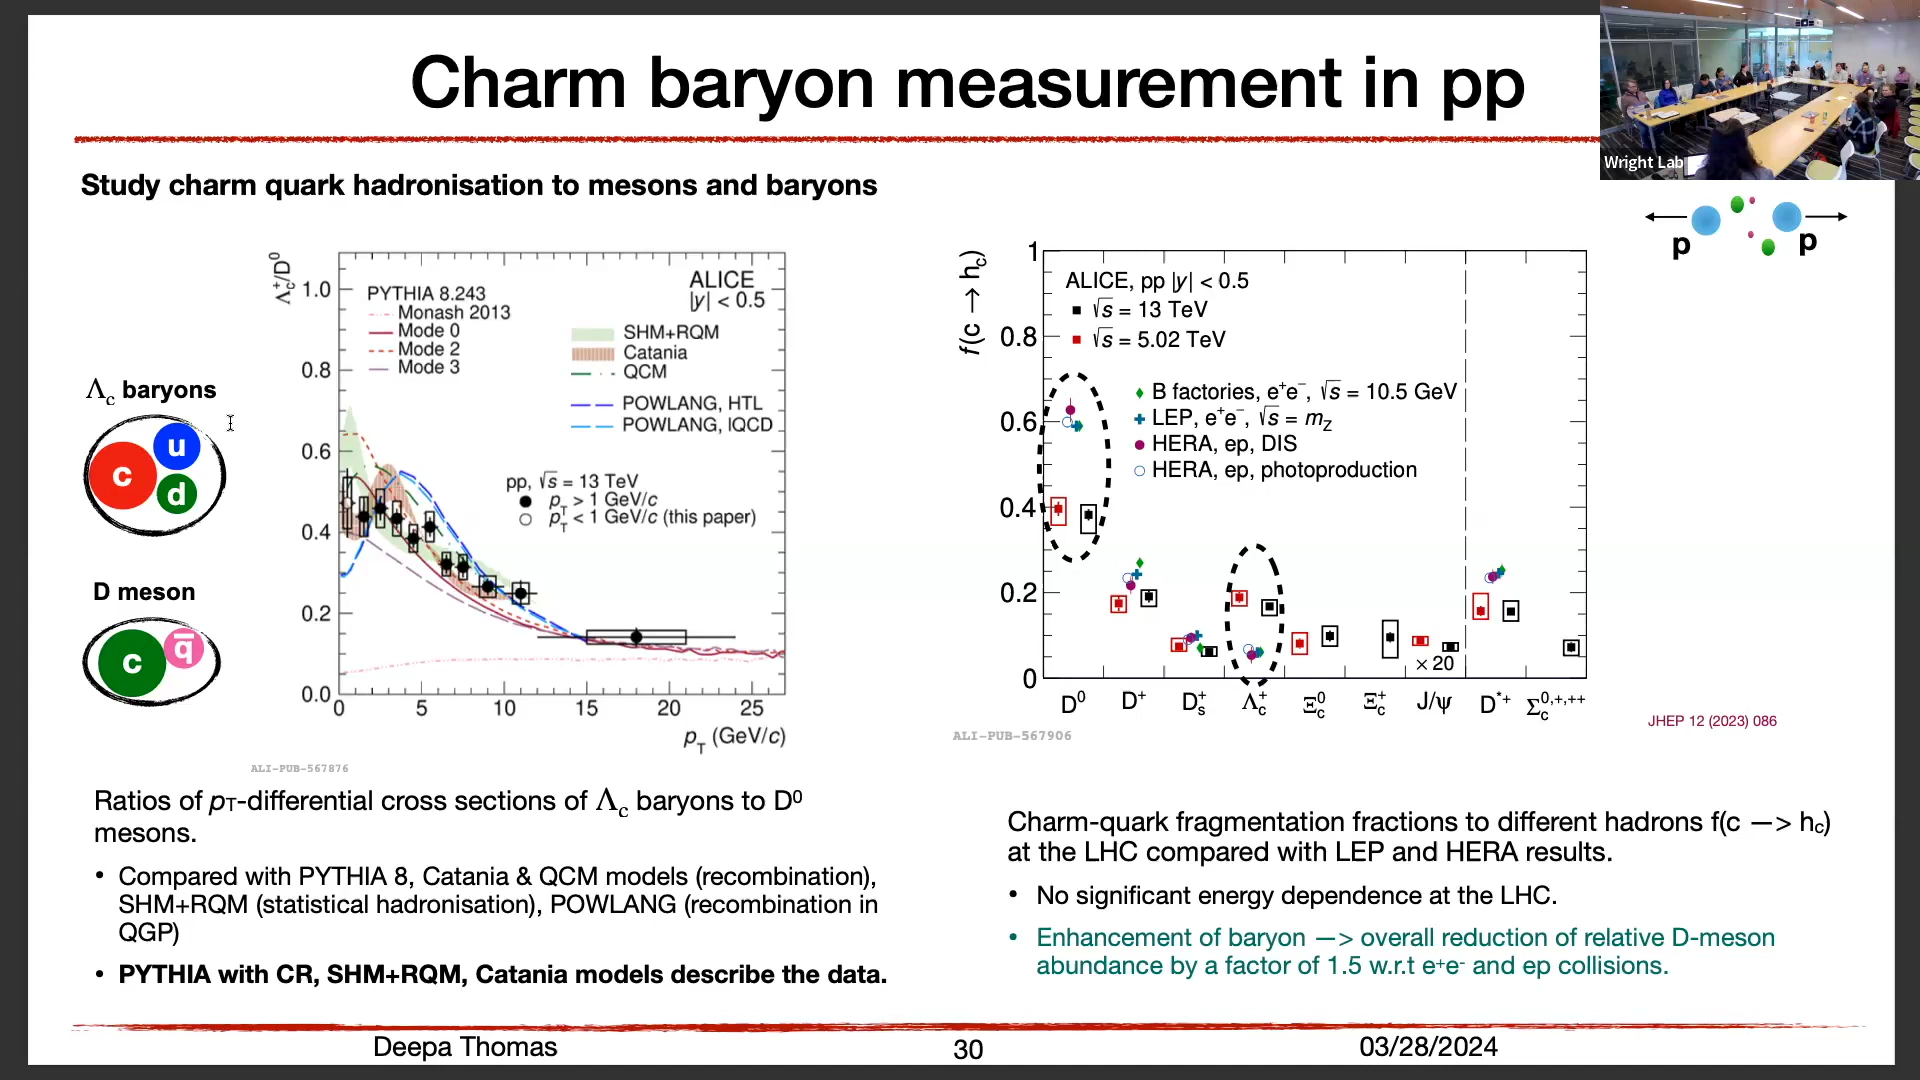 Charm baryon measurement in pp
Wright Lab
Study charm quark hadronisation to mesons and baryons
p
p
Λc baryons
c
u
d
D meson
c
q̅
Λc⁺/D⁰
ALICE
|y| < 0.5
PYTHIA 8.243
Monash 2013
Mode 0
Mode 2
Mode 3
SHM+RQM
Catania
QCM
POWLANG, HTL
POWLANG, lQCD
pp, √s = 13 TeV
pT > 1 GeV/c
pT < 1 GeV/c (this paper)
1.0
0.8
0.6
0.4
0.2
0.0
0 5 10 15 20 25
pT (GeV/c)
ALI-PUB-567876
f(c → hc)
ALICE, pp |y| < 0.5
√s = 13 TeV
√s = 5.02 TeV
B factories, e⁺e⁻, √s = 10.5 GeV
LEP, e⁺e⁻, √s = mZ
HERA, ep, DIS
HERA, ep, photoproduction
1
0.8
0.6
0.4
0.2
0
× 20
D⁰ D⁺ Ds⁺ Λc⁺ Ξc⁰ Ξc⁺ J/ψ D*⁺ Σc⁰,⁺,⁺⁺
ALI-PUB-567906
JHEP 12 (2023) 086
Ratios of pT-differential cross sections of Λc baryons to D⁰
mesons.
• Compared with PYTHIA 8, Catania & QCM models (recombination),
SHM+RQM (statistical hadronisation), POWLANG (recombination in
QGP)
• PYTHIA with CR, SHM+RQM, Catania models describe the data.
Charm-quark fragmentation fractions to different hadrons f(c —> hc)
at the LHC compared with LEP and HERA results.
• No significant energy dependence at the LHC.
• Enhancement of baryon —> overall reduction of relative D-meson
abundance by a factor of 1.5 w.r.t e⁺e⁻ and ep collisions.
Deepa Thomas
30
03/28/2024